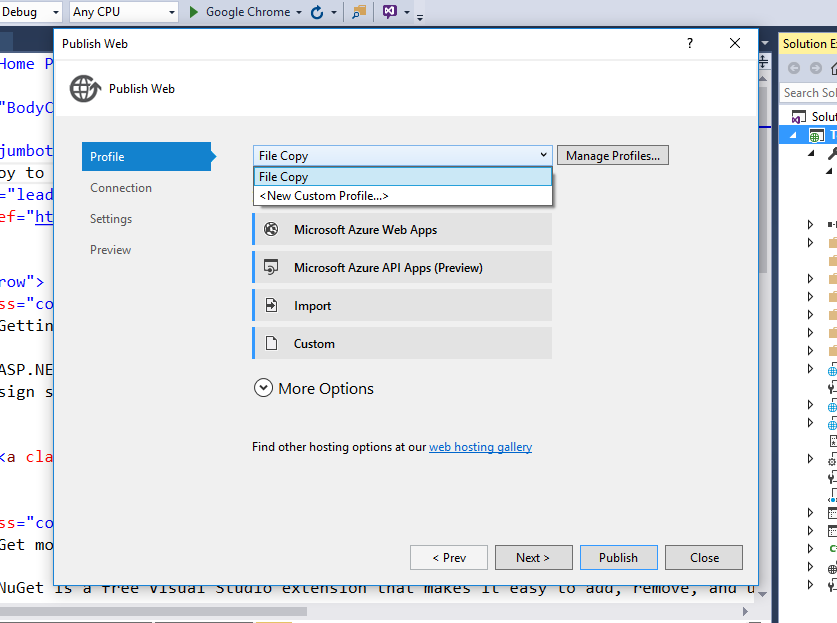 Debug Any CPU Google Chrome
Publish Web ?
Solution Ex
Home P
Publish Web
Search Sol
"BodyC
Solut
jumbot
Profile File Copy Manage Profiles...
oy to
File Copy
="lead Connection <New Custom Profile...>
ef="ht Settings
Microsoft Azure Web Apps
Preview
Microsoft Azure API Apps (Preview)
row">
ss="co Import
Gettin
Custom
ASP.NE
More Options
sign s
Find other hosting options at our web hosting gallery
<a cla
ss="co
Get mo
< Prev Next > Publish Close
NuGet is a free Visual Studio extension that makes it easy to add, remove, and u